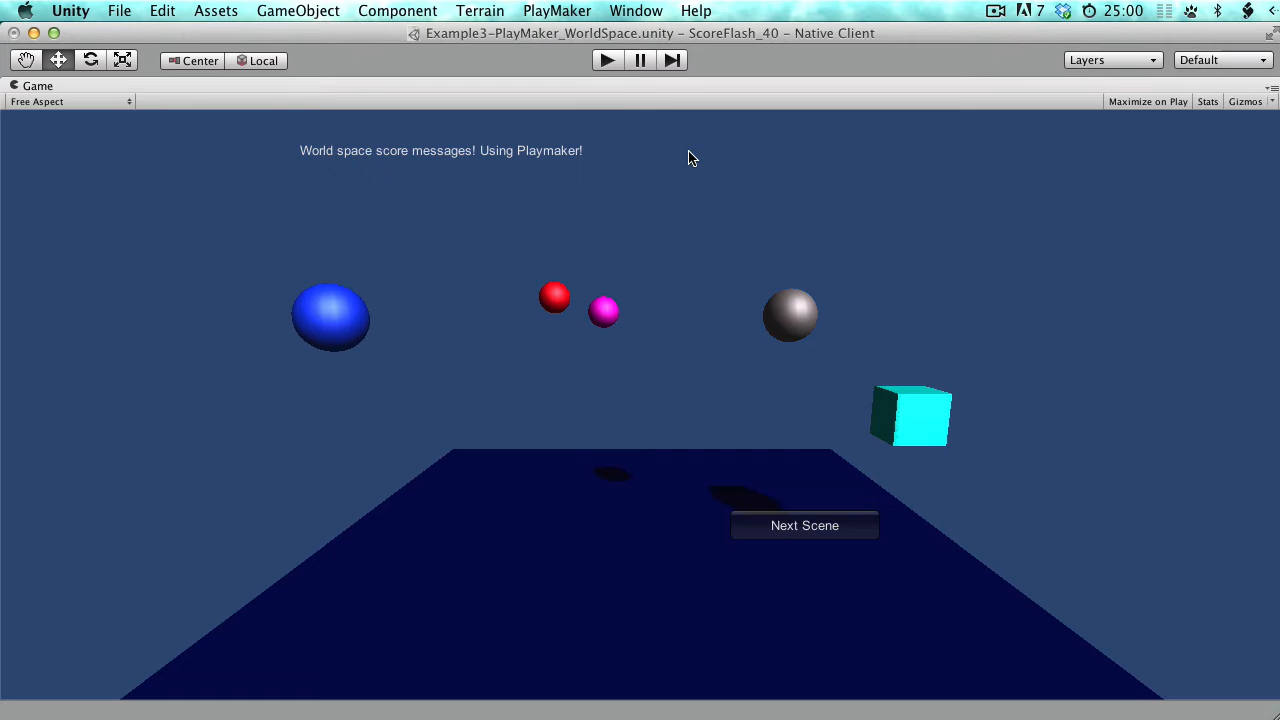 Unity File Edit Assets GameObject Component Terrain PlayMaker Window Help 7 25:00
Example3-PlayMaker_WorldSpace.unity - ScoreFlash_40 - Native Client
Center Local Layers Default
Game
Free Aspect Maximize on Play Stats Gizmos
World space score messages! Using Playmaker!
Next Scene